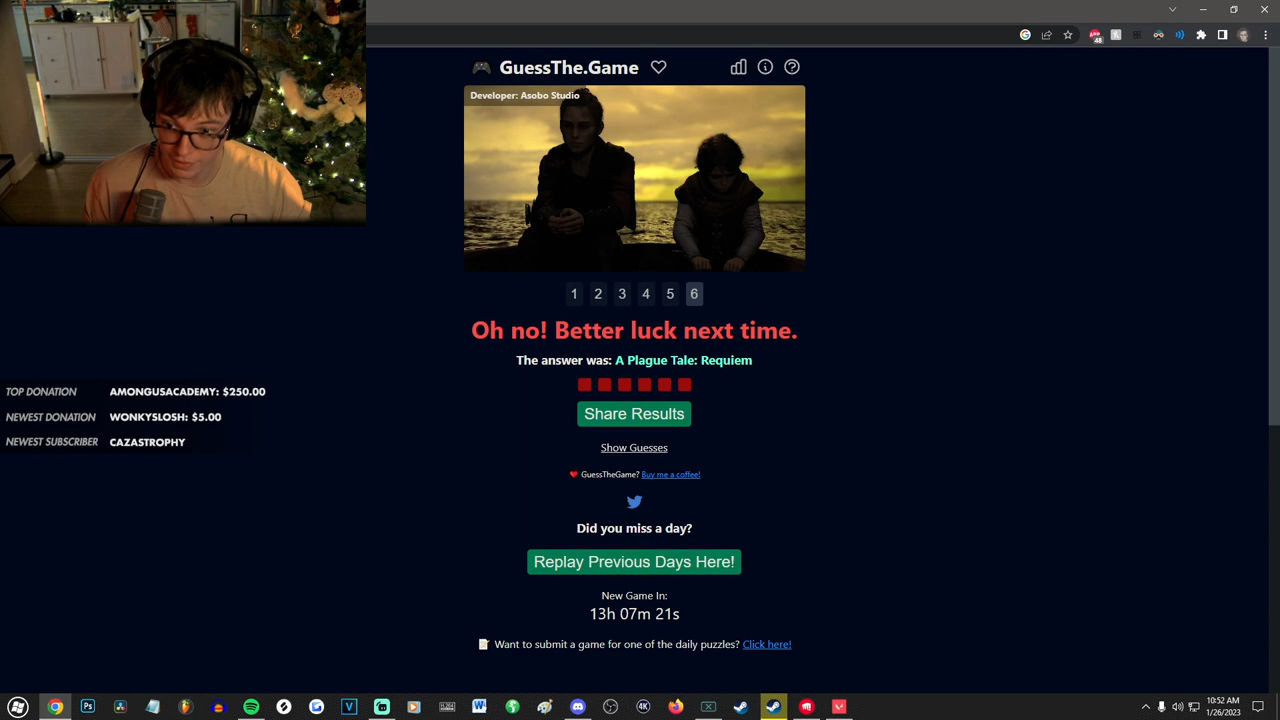 GuessThe.Game
Developer: Asobo Studio
1 2 3 4 5 6
Oh no! Better luck next time.
The answer was: A Plague Tale: Requiem
Share Results
Show Guesses
GuessTheGame? Buy me a coffee!
Did you miss a day?
Replay Previous Days Here!
New Game In:
13h 07m 21s
Want to submit a game for one of the daily puzzles? Click here!
TOP DONATION AMONGUSACADEMY: $250.00
NEWEST DONATION WONKYSLOSH: $5.00
NEWEST SUBSCRIBER CAZASTROPHY
10:52 AM
1/26/2023